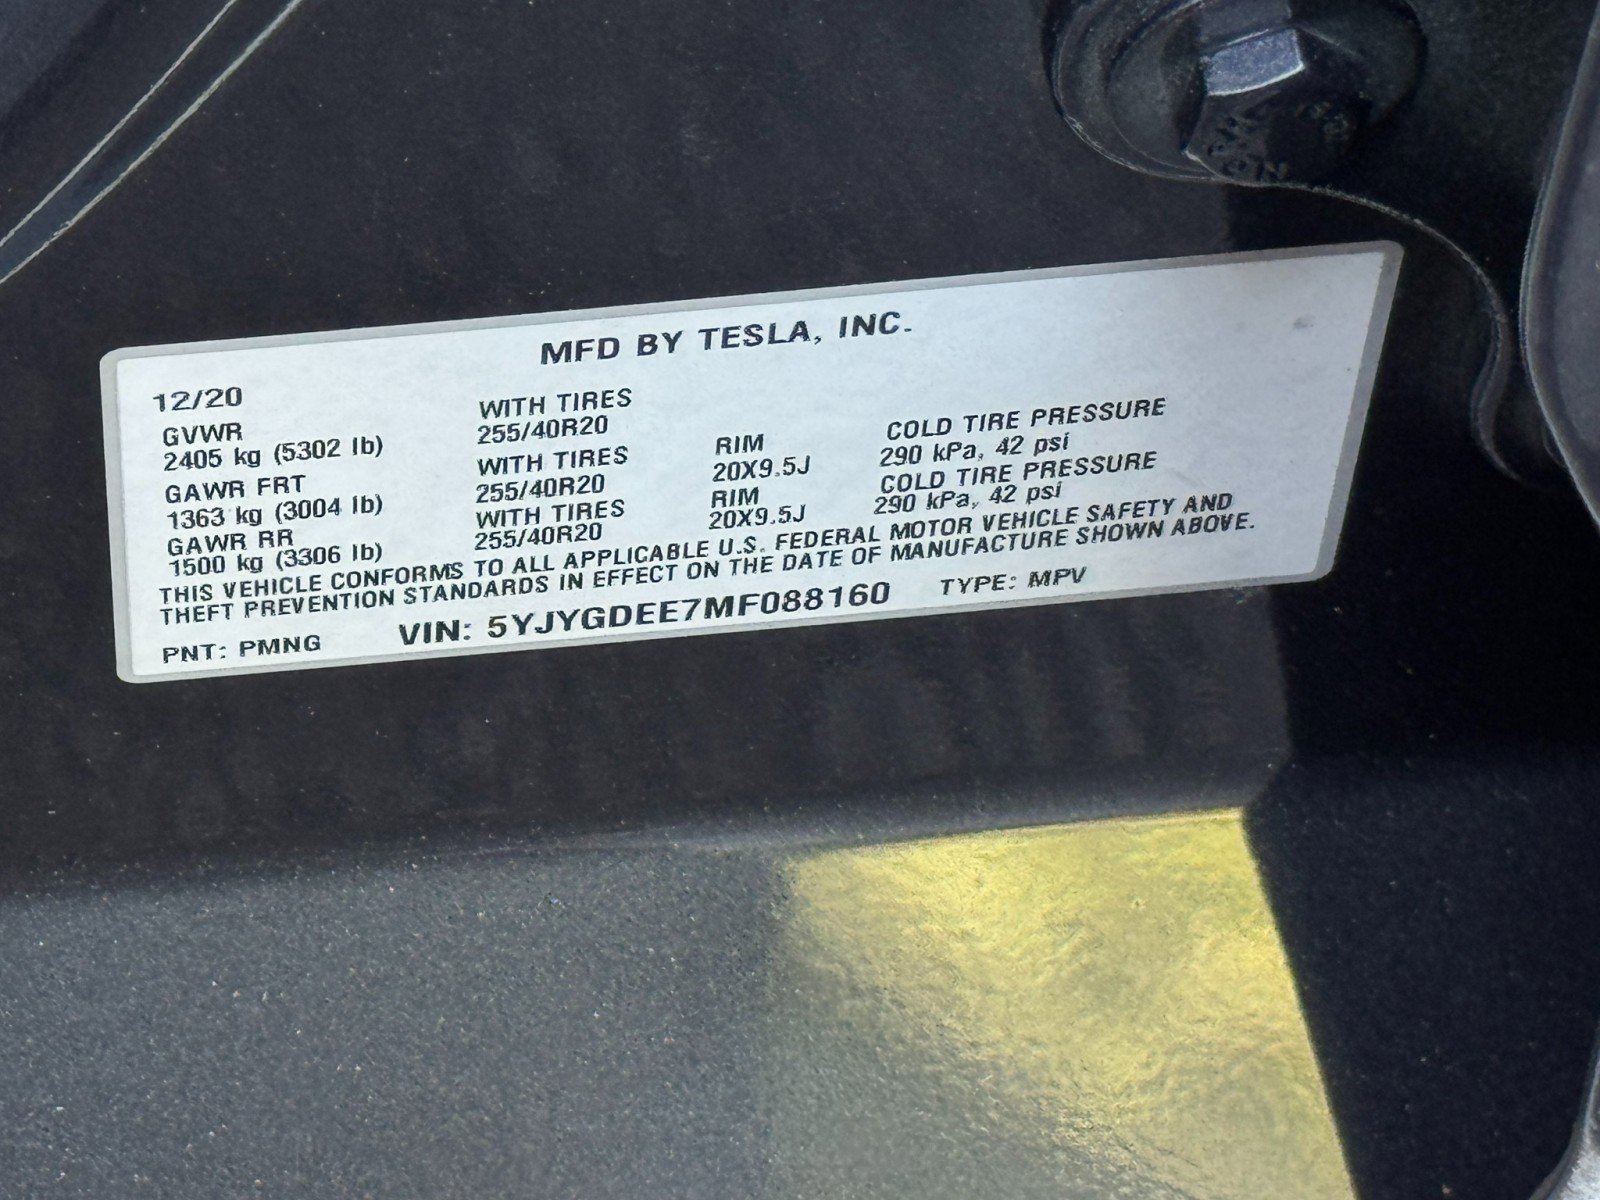 MFD BY TESLA, INC.
12/20
GVWR WITH TIRES
2405 kg (5302 lb) 255/40R20 RIM COLD TIRE PRESSURE
GAWR FRT WITH TIRES 20X9.5J 290 kPa, 42 psi
1363 kg (3004 lb) 255/40R20 RIM COLD TIRE PRESSURE
GAWR RR WITH TIRES 20X9.5J 290 kPa, 42 psi
1500 kg (3306 lb) 255/40R20
THIS VEHICLE CONFORMS TO ALL APPLICABLE U.S. FEDERAL MOTOR VEHICLE SAFETY AND
THEFT PREVENTION STANDARDS IN EFFECT ON THE DATE OF MANUFACTURE SHOWN ABOVE.
PNT: PMNG VIN: 5YJYGDEE7MF088160 TYPE: MPV